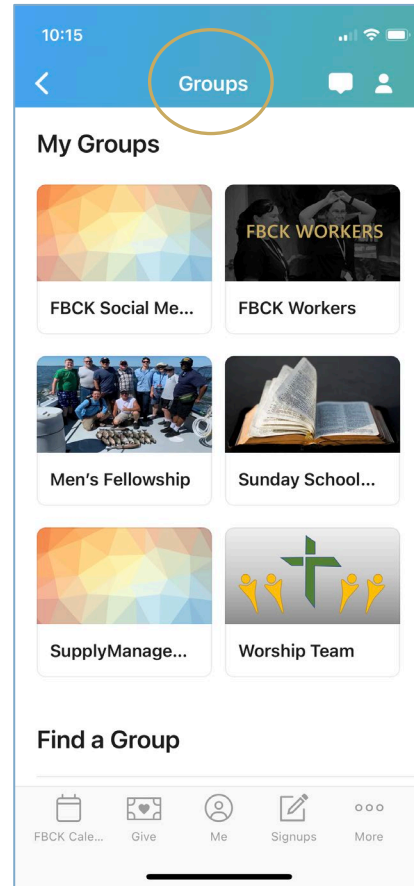 10:15
Groups
My Groups
FBCK WORKERS
FBCK Social Me...
FBCK Workers
Men's Fellowship
Sunday School...
SupplyManage...
Worship Team
Find a Group
FBCK Cale...
Give
Me
Signups
More